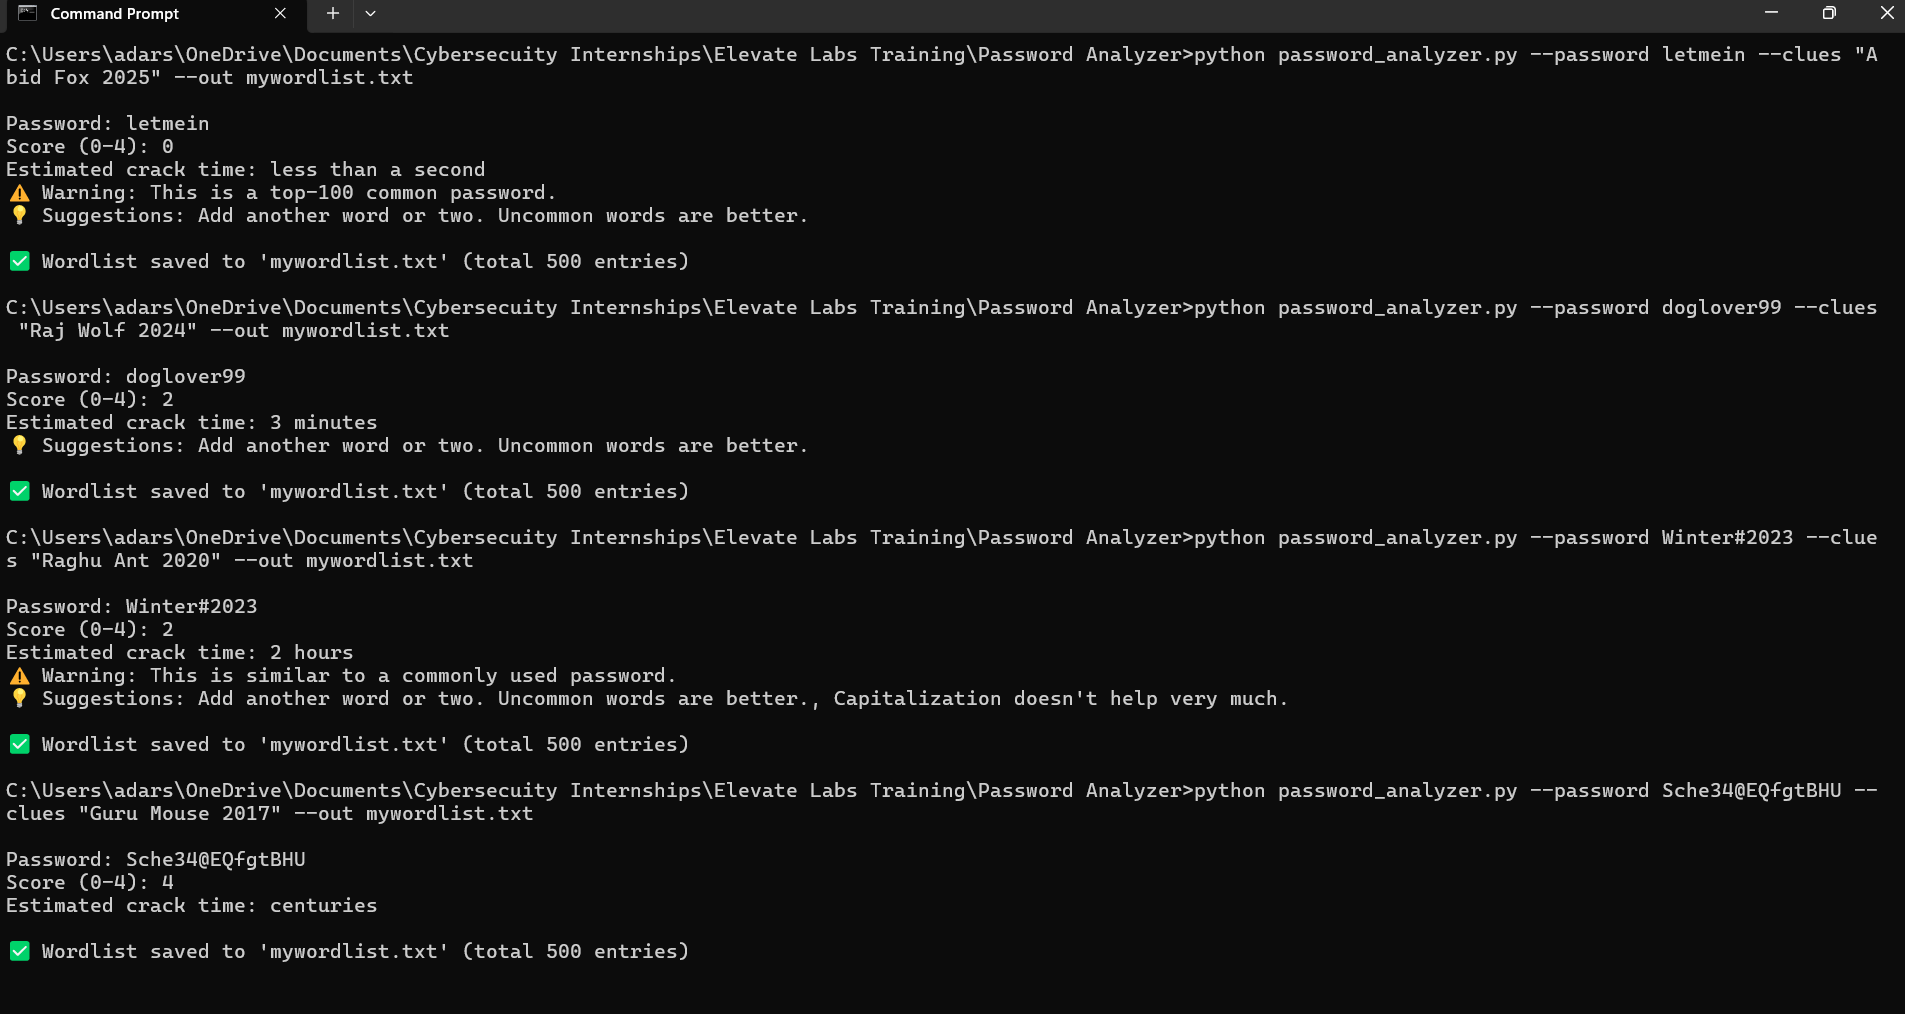 Command Prompt
C:\Users\adars\OneDrive\Documents\Cybersecuity Internships\Elevate Labs Training\Password Analyzer>python password_analyzer.py --password letmein --clues "A
bid Fox 2025" --out mywordlist.txt
Password: letmein
Score (0-4): 0
Estimated crack time: less than a second
⚠️ Warning: This is a top-100 common password.
💡 Suggestions: Add another word or two. Uncommon words are better.
✅ Wordlist saved to 'mywordlist.txt' (total 500 entries)
C:\Users\adars\OneDrive\Documents\Cybersecuity Internships\Elevate Labs Training\Password Analyzer>python password_analyzer.py --password doglover99 --clues
"Raj Wolf 2024" --out mywordlist.txt
Password: doglover99
Score (0-4): 2
Estimated crack time: 3 minutes
💡 Suggestions: Add another word or two. Uncommon words are better.
✅ Wordlist saved to 'mywordlist.txt' (total 500 entries)
C:\Users\adars\OneDrive\Documents\Cybersecuity Internships\Elevate Labs Training\Password Analyzer>python password_analyzer.py --password Winter#2023 --clue
s "Raghu Ant 2020" --out mywordlist.txt
Password: Winter#2023
Score (0-4): 2
Estimated crack time: 2 hours
⚠️ Warning: This is similar to a commonly used password.
💡 Suggestions: Add another word or two. Uncommon words are better., Capitalization doesn't help very much.
✅ Wordlist saved to 'mywordlist.txt' (total 500 entries)
C:\Users\adars\OneDrive\Documents\Cybersecuity Internships\Elevate Labs Training\Password Analyzer>python password_analyzer.py --password Sche34@EQfgtBHU --
clues "Guru Mouse 2017" --out mywordlist.txt
Password: Sche34@EQfgtBHU
Score (0-4): 4
Estimated crack time: centuries
✅ Wordlist saved to 'mywordlist.txt' (total 500 entries)